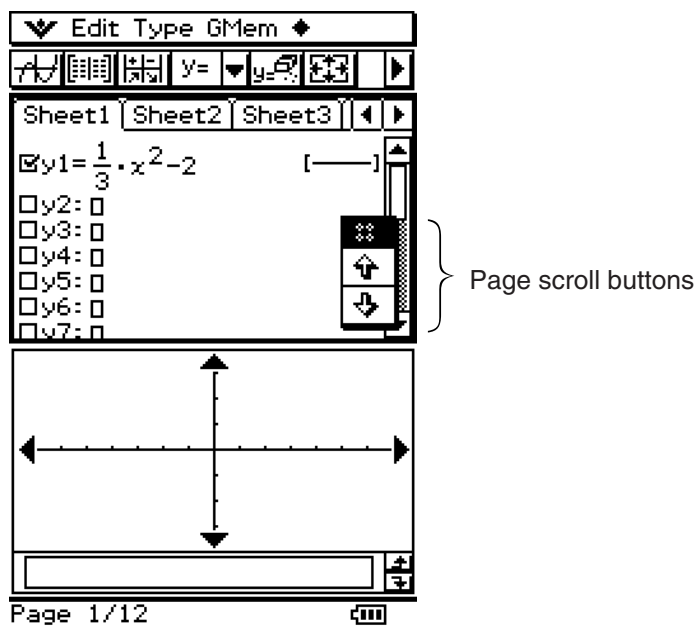 Edit Type GMem
y= y=
Sheet1 Sheet2 Sheet3
y1=1/3·x²-2 [—]
y2:
y3:
y4:
y5:
y6:
y7:
Page scroll buttons
Page 1/12